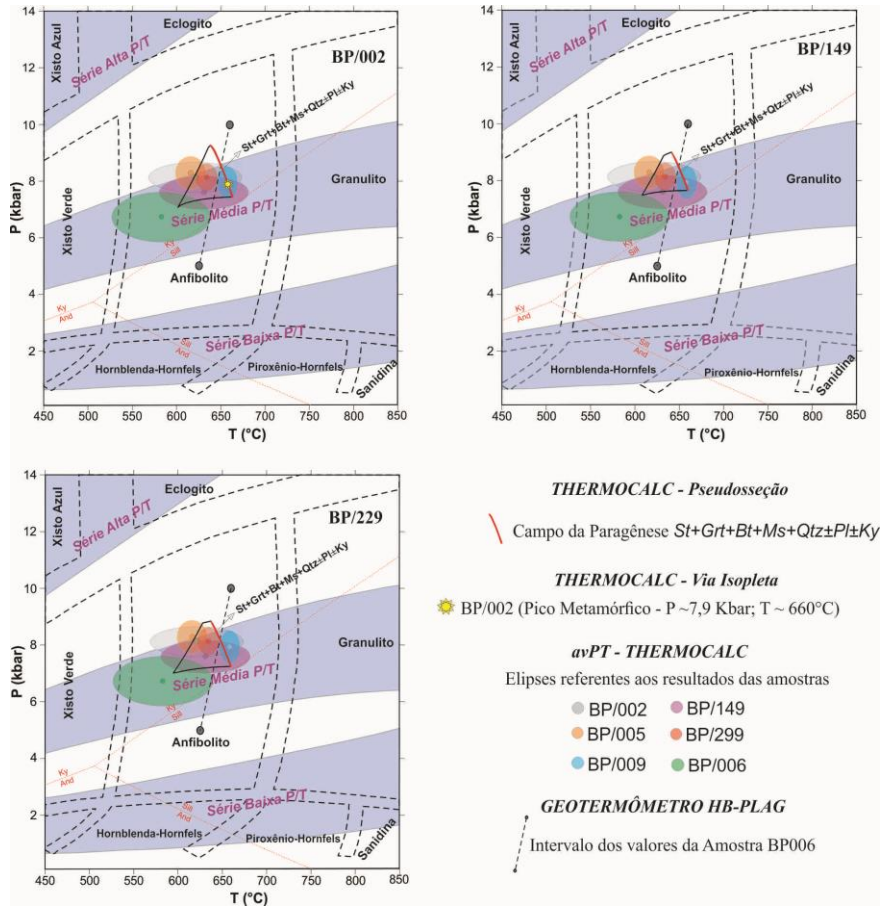 BP/002
14
12
10
8
6
4
2
P (kbar)
450
500
550
600
650
700
750
800
850
T (°C)
Xisto Azul
Série Alta P/T
Eclogito
St+Grt+Bt+Ms+Qtz±Pl±Ky
Granulito
Série Média P/T
Xisto Verde
Ky
Sil
Anfibolito
Ky
And
Sil
And
Série Baixa P/T
Hornblenda-Hornfels
Piroxênio-Hornfels
Sanidina
BP/149
14
12
10
8
6
4
2
P (kbar)
450
500
550
600
650
700
750
800
850
T (°C)
Xisto Azul
Série Alta P/T
Eclogito
St+Grt+Bt+Ms+Qtz±Pl±Ky
Granulito
Série Média P/T
Xisto Verde
Ky
Sil
Anfibolito
Ky
And
Sil
And
Série Baixa P/T
Hornblenda-Hornfels
Piroxênio-Hornfels
Sanidina
BP/229
14
12
10
8
6
4
2
P (kbar)
450
500
550
600
650
700
750
800
850
T (°C)
Xisto Azul
Série Alta P/T
Eclogito
St+Grt+Bt+Ms+Qtz±Pl±Ky
Granulito
Série Média P/T
Xisto Verde
Ky
Sil
Anfibolito
Ky
And
Sil
And
Série Baixa P/T
Hornblenda-Hornfels
Piroxênio-Hornfels
Sanidina
THERMOCALC - Pseudosseção
Campo da Paragênese St+Grt+Bt+Ms+Qtz±Pl±Ky
THERMOCALC - Via Isopleta
BP/002 (Pico Metamórfico - P ~7,9 Kbar; T ~ 660°C)
avPT - THERMOCALC
Elipses referentes aos resultados das amostras
BP/002 BP/149
BP/005 BP/299
BP/009 BP/006
GEOTERMÔMETRO HB-PLAG
Intervalo dos valores da Amostra BP006